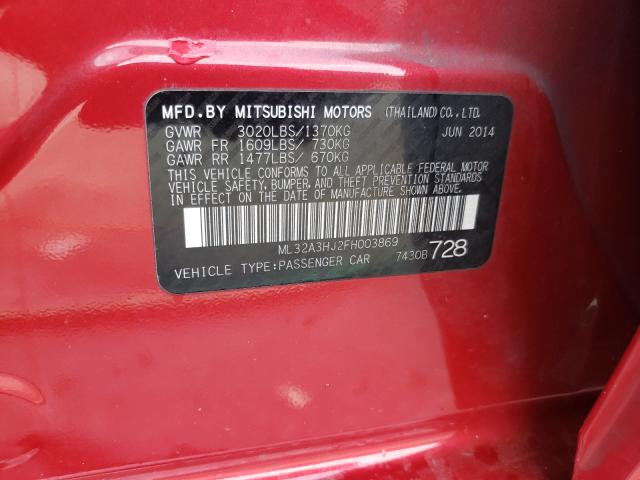 MFD.BY MITSUBISHI MOTORS (THAILAND) CO., LTD.
GVWR 3020LBS/1370KG JUN 2014
GAWR FR 1609LBS/ 730KG
GAWR RR 1477LBS/ 670KG
THIS VEHICLE CONFORMS TO ALL APPLICABLE FEDERAL MOTOR
VEHICLE SAFETY, BUMPER, AND THEFT PREVENTION STANDARDS
IN EFFECT ON THE DATE OF MANUFACTURE SHOWN ABOVE.
ML32A3HJ2FH003869
VEHICLE TYPE:PASSENGER CAR 7430B 728